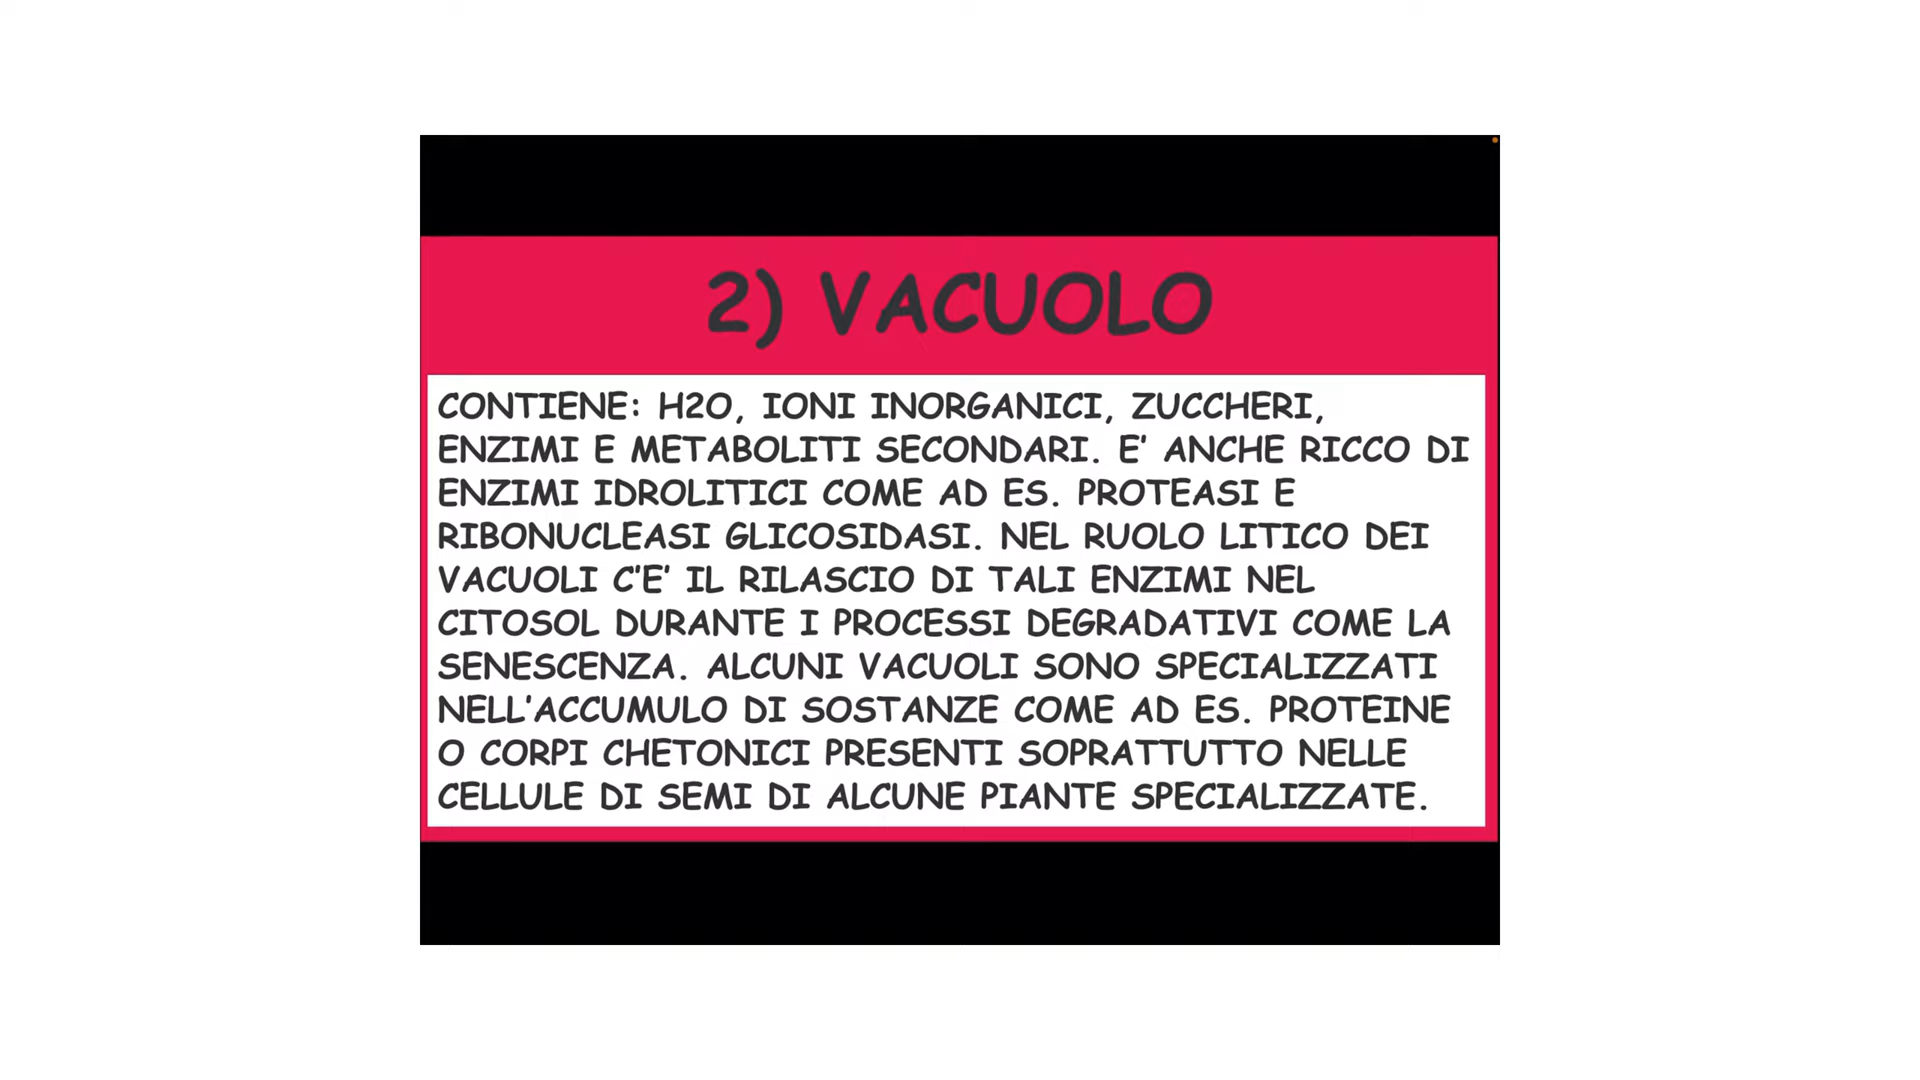 2) VACUOLO
CONTIENE: H2O, IONI INORGANICI, ZUCCHERI,
ENZIMI E METABOLITI SECONDARI. E' ANCHE RICCO DI
ENZIMI IDROLITICI COME AD ES. PROTEASI E
RIBONUCLEASI GLICOSIDASI. NEL RUOLO LITICO DEI
VACUOLI C'E' IL RILASCIO DI TALI ENZIMI NEL
CITOSOL DURANTE I PROCESSI DEGRADATIVI COME LA
SENESCENZA. ALCUNI VACUOLI SONO SPECIALIZZATI
NELL'ACCUMULO DI SOSTANZE COME AD ES. PROTEINE
O CORPI CHETONICI PRESENTI SOPRATTUTTO NELLE
CELLULE DI SEMI DI ALCUNE PIANTE SPECIALIZZATE.